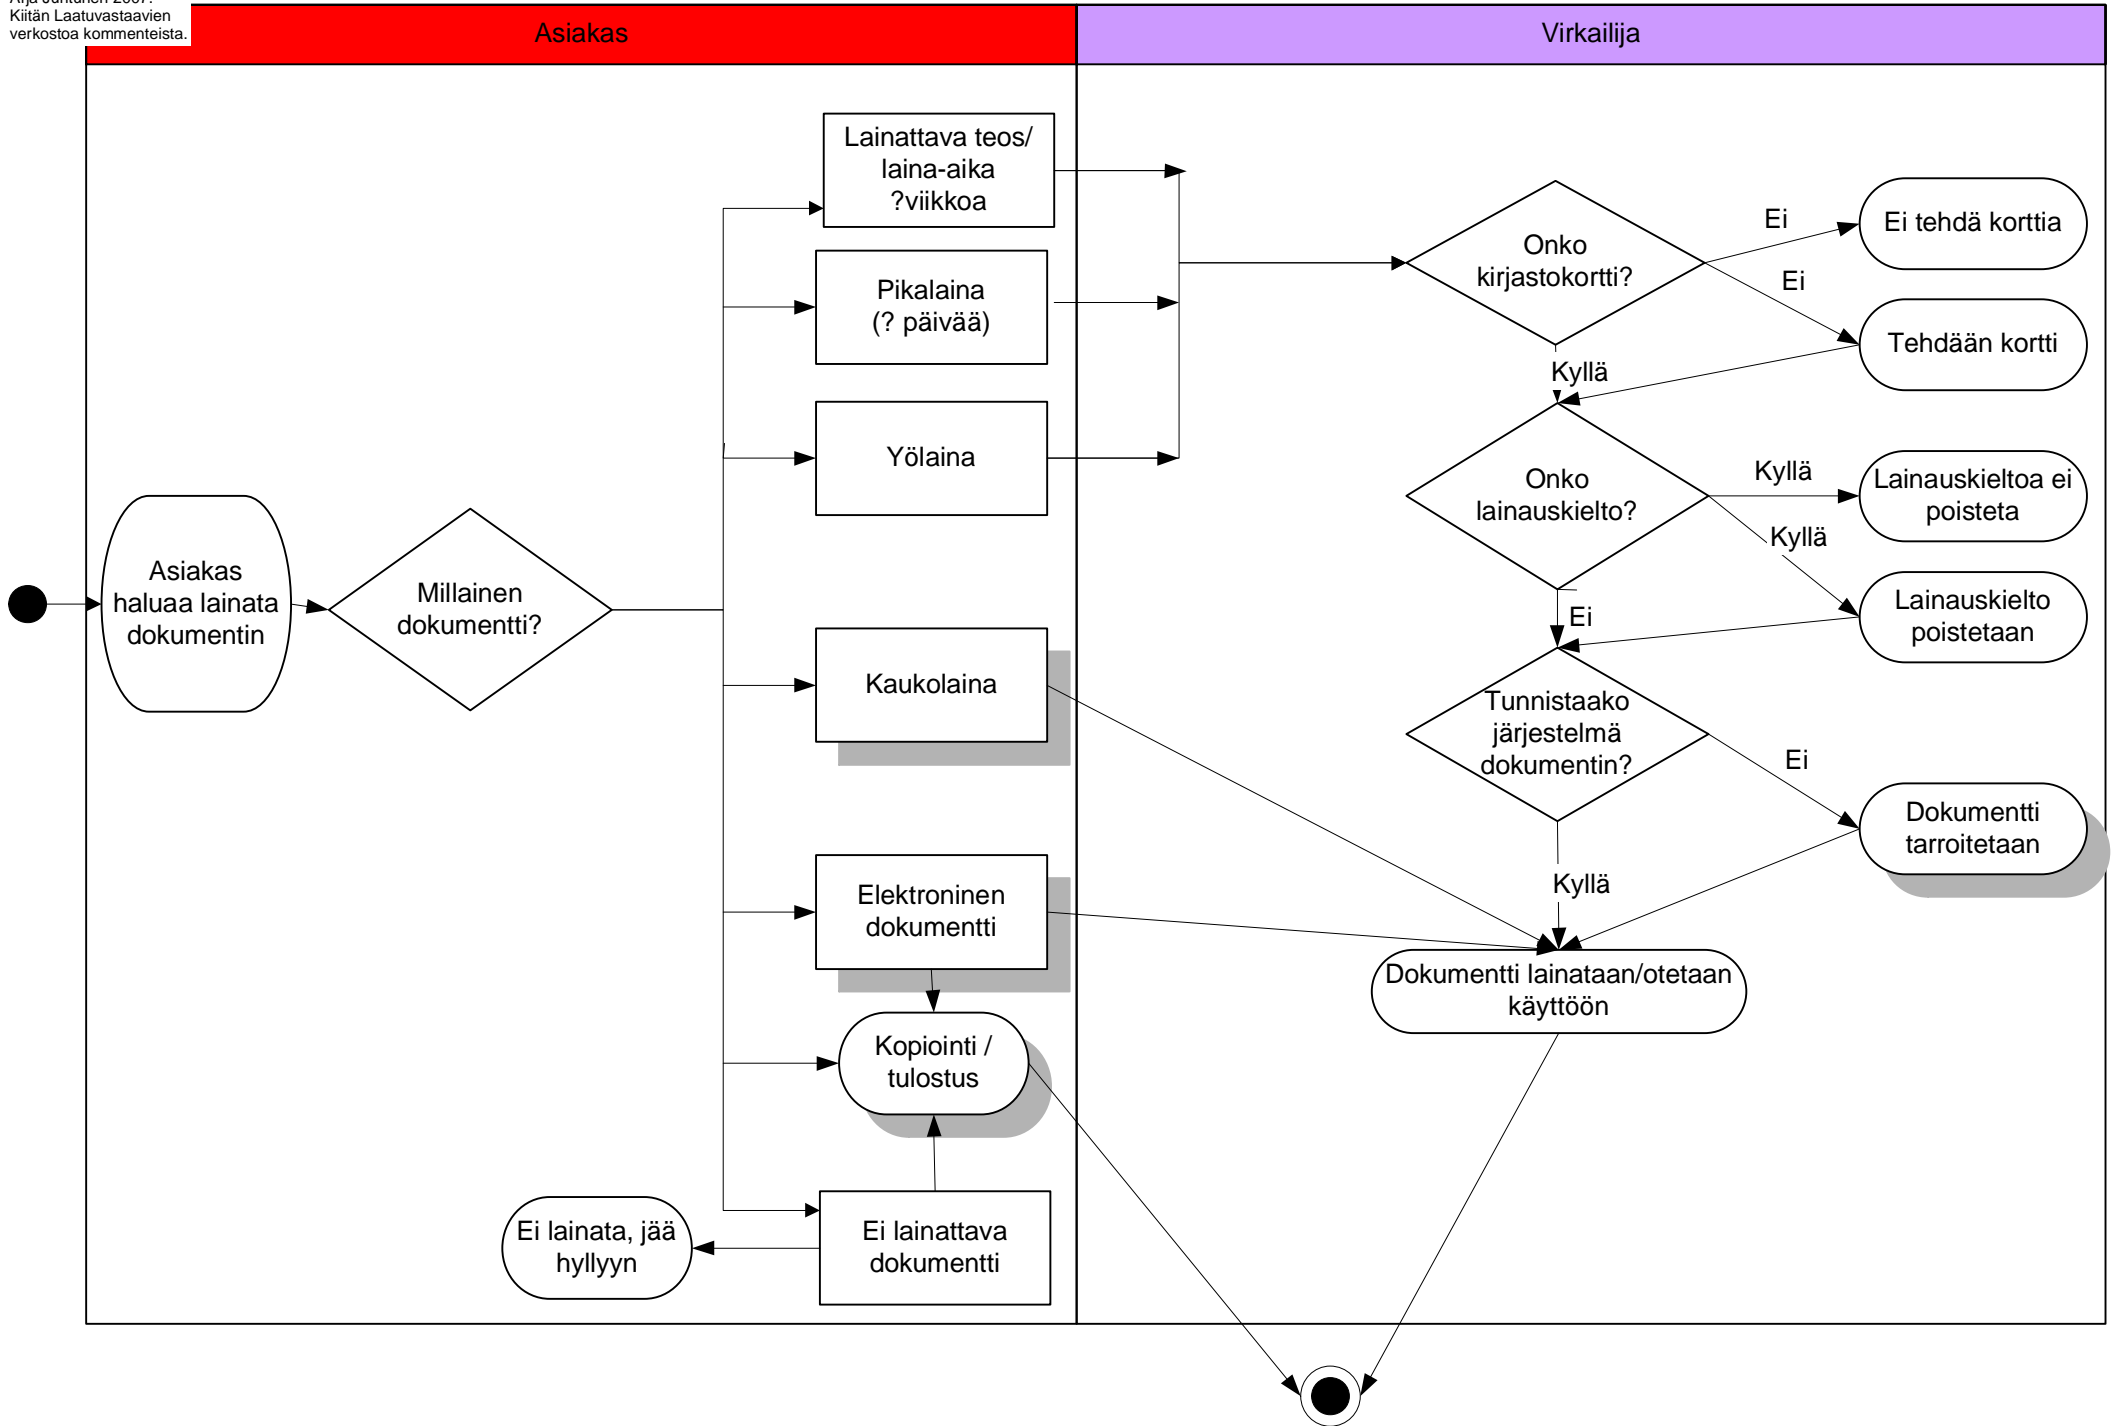 Kiitän Laatuvastaavien
verkostoa kommenteista.
Asiakas
Virkailija
Lainattava teos/
laina-aika
?viikkoa
Pikalaina
(? päivää)
Yölaina
Asiakas
haluaa lainata
dokumentin
Millainen
dokumentti?
Kaukolaina
Elektroninen
dokumentti
Kopiointi /
tulostus
Ei lainata, jää
hyllyyn
Ei lainattava
dokumentti
Onko
kirjastokortti?
Ei
Ei tehdä korttia
Ei
Tehdään kortti
Kyllä
Onko
lainauskielto?
Kyllä
Lainauskieltoa ei
poisteta
Kyllä
Lainauskielto
poistetaan
Ei
Tunnistaako
järjestelmä
dokumentin?
Ei
Dokumentti
tarroitetaan
Kyllä
Dokumentti lainataan/otetaan
käyttöön